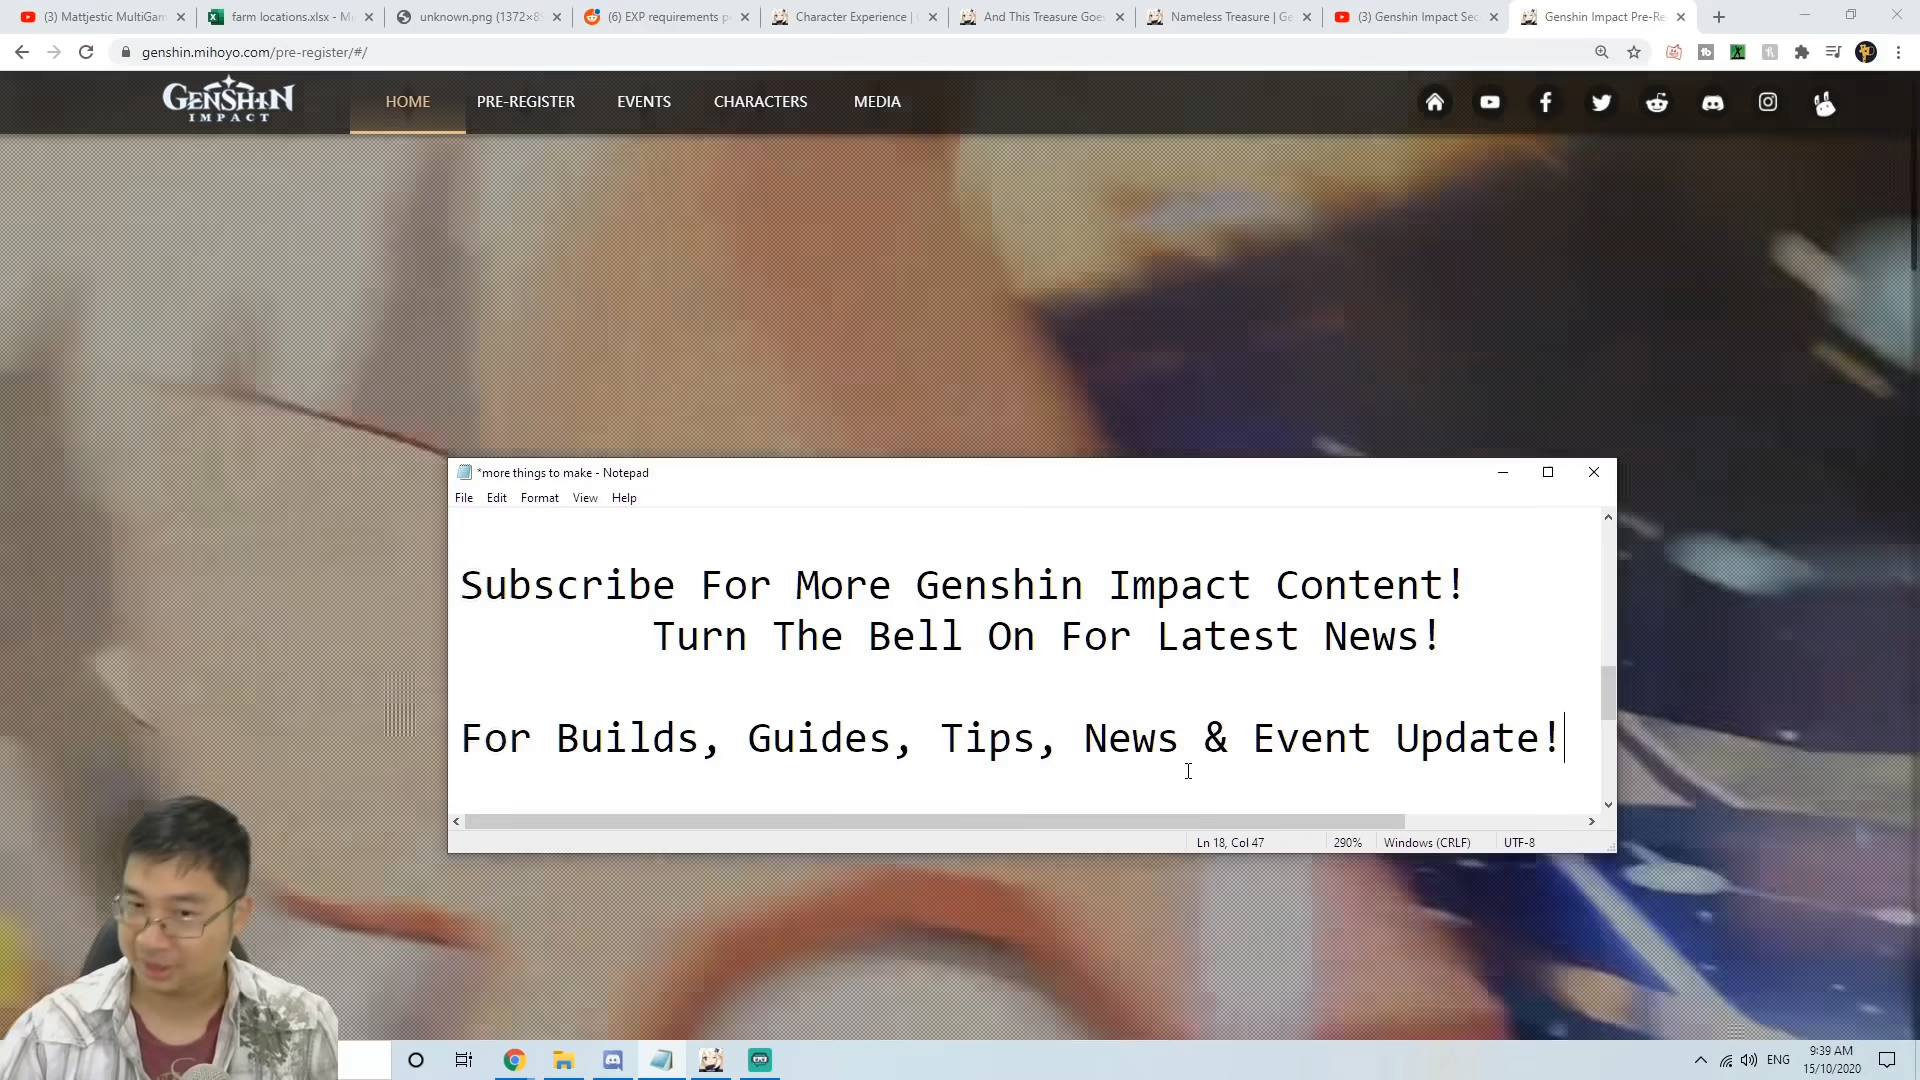 (3) Mattjestic MultiGam
farm locations.xlsx - M
unknown.png (1372×89
(6) EXP requirements p
Character Experience |
And This Treasure Goe
Nameless Treasure | Ge
(3) Genshin Impact Sec
Genshin Impact Pre-Re
genshin.mihoyo.com/pre-register/#/
GENSHIN
IMPACT
HOME
PRE-REGISTER
EVENTS
CHARACTERS
MEDIA
*more things to make - Notepad
File Edit Format View Help
Subscribe For More Genshin Impact Content!
Turn The Bell On For Latest News!
For Builds, Guides, Tips, News & Event Update!
Ln 18, Col 47
290%
Windows (CRLF)
UTF-8
ENG
9:39 AM
15/10/2020